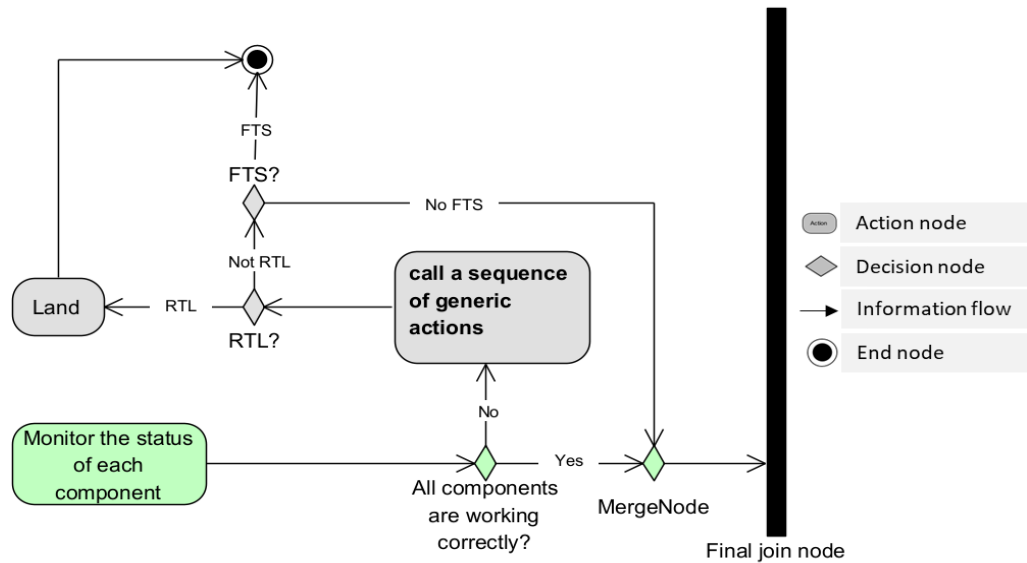 FTS
FTS?
No FTS
Not RTL
call a sequence
of generic
actions
Land
RTL
RTL?
No
Monitor the status
of each
component
Yes
All components
are working
correctly?
MergeNode
Final join node
Action
Action node
Decision node
Information flow
End node